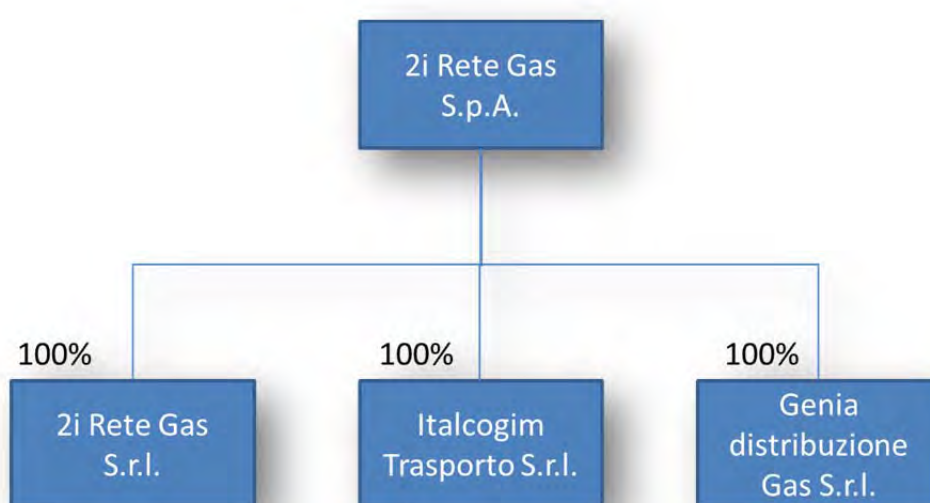 2i Rete Gas
S.p.A.
100%
100%
100%
2i Rete Gas
S.r.l.
Italcogim
Trasporto S.r.l.
Genia
distribuzione
Gas S.r.l.